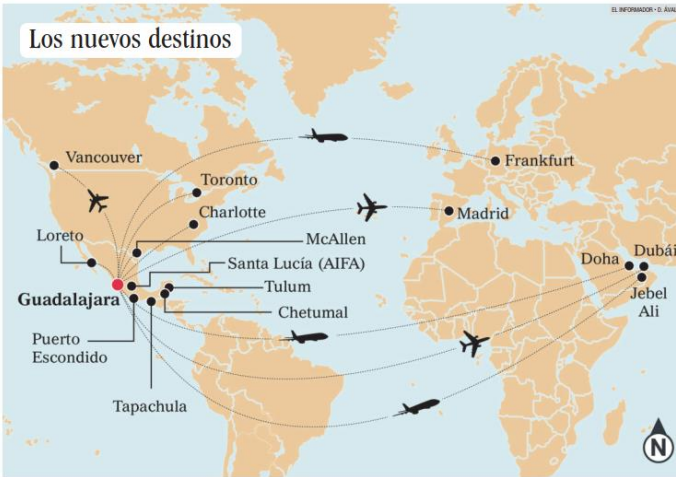 EL INFORMADOR • D. ÁVAL
Los nuevos destinos
Vancouver
Toronto
Frankfurt
Charlotte
Madrid
Loreto
McAllen
Santa Lucía (AIFA)
Doha
Dubái
Guadalajara
Tulum
Jebel
Ali
Chetumal
Puerto
Escondido
Tapachula
N